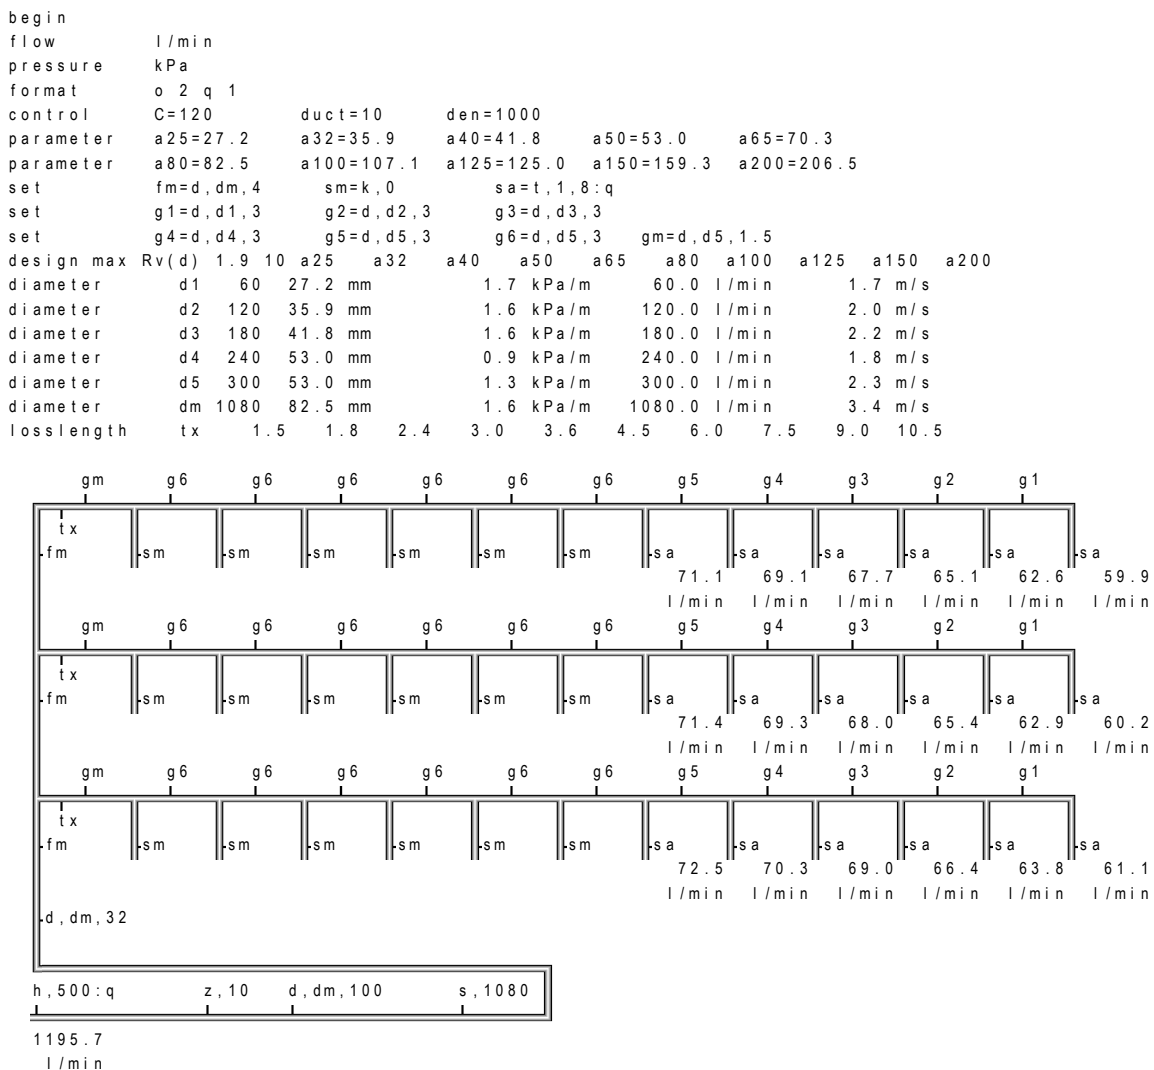 begin
flow l/min
pressure kPa
format o 2 q 1
control C=120 duct=10 den=1000
parameter a25=27.2 a32=35.9 a40=41.8 a50=53.0 a65=70.3
parameter a80=82.5 a100=107.1 a125=125.0 a150=159.3 a200=206.5
set fm=d,dm,4 sm=k,0 sa=t,1,8:q
set g1=d,d1,3 g2=d,d2,3 g3=d,d3,3
set g4=d,d4,3 g5=d,d5,3 g6=d,d5,3 gm=d,d5,1.5
design max Rv(d) 1.9 10 a25 a32 a40 a50 a65 a80 a100 a125 a150 a200
diameter d1 60 27.2 mm 1.7 kPa/m 60.0 l/min 1.7 m/s
diameter d2 120 35.9 mm 1.6 kPa/m 120.0 l/min 2.0 m/s
diameter d3 180 41.8 mm 1.6 kPa/m 180.0 l/min 2.2 m/s
diameter d4 240 53.0 mm 0.9 kPa/m 240.0 l/min 1.8 m/s
diameter d5 300 53.0 mm 1.3 kPa/m 300.0 l/min 2.3 m/s
diameter dm 1080 82.5 mm 1.6 kPa/m 1080.0 l/min 3.4 m/s
losslength tx 1.5 1.8 2.4 3.0 3.6 4.5 6.0 7.5 9.0 10.5
gm g6 g6 g6 g6 g6 g6 g5 g4 g3 g2 g1
tx
fm sm sm sm sm sm sm sa sa sa sa sa sa
71.1 69.1 67.7 65.1 62.6 59.9
l/min l/min l/min l/min l/min l/min
gm g6 g6 g6 g6 g6 g6 g5 g4 g3 g2 g1
tx
fm sm sm sm sm sm sm sa sa sa sa sa sa
71.4 69.3 68.0 65.4 62.9 60.2
l/min l/min l/min l/min l/min l/min
gm g6 g6 g6 g6 g6 g6 g5 g4 g3 g2 g1
tx
fm sm sm sm sm sm sm sa sa sa sa sa sa
72.5 70.3 69.0 66.4 63.8 61.1
l/min l/min l/min l/min l/min l/min
d,dm,32
h,500:q z,10 d,dm,100 s,1080
1195.7
l/min